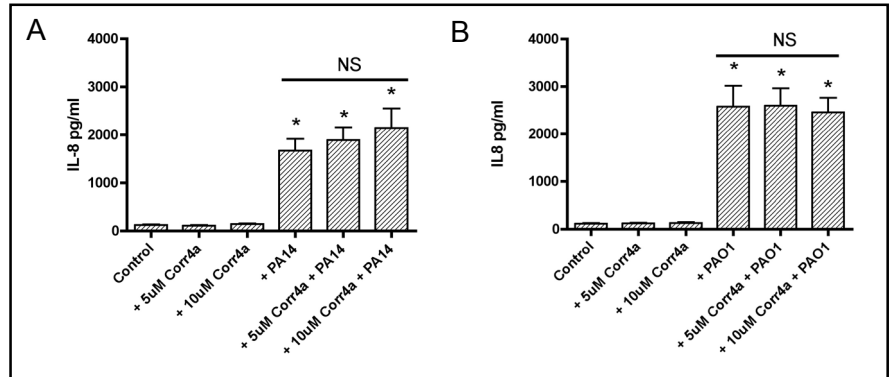 A
IL-8 pg/ml
4000
3000
2000
1000
0
NS
*
*
*
Control
+ 5uM Corr4a
+ 10uM Corr4a
+ PA14
+ 5uM Corr4a + PA14
+ 10uM Corr4a + PA14
B
IL8 pg/ml
4000
3000
2000
1000
0
NS
*
*
*
Control
+ 5uM Corr4a
+ 10uM Corr4a
+ PAO1
+ 5uM Corr4a + PAO1
+ 10uM Corr4a + PAO1